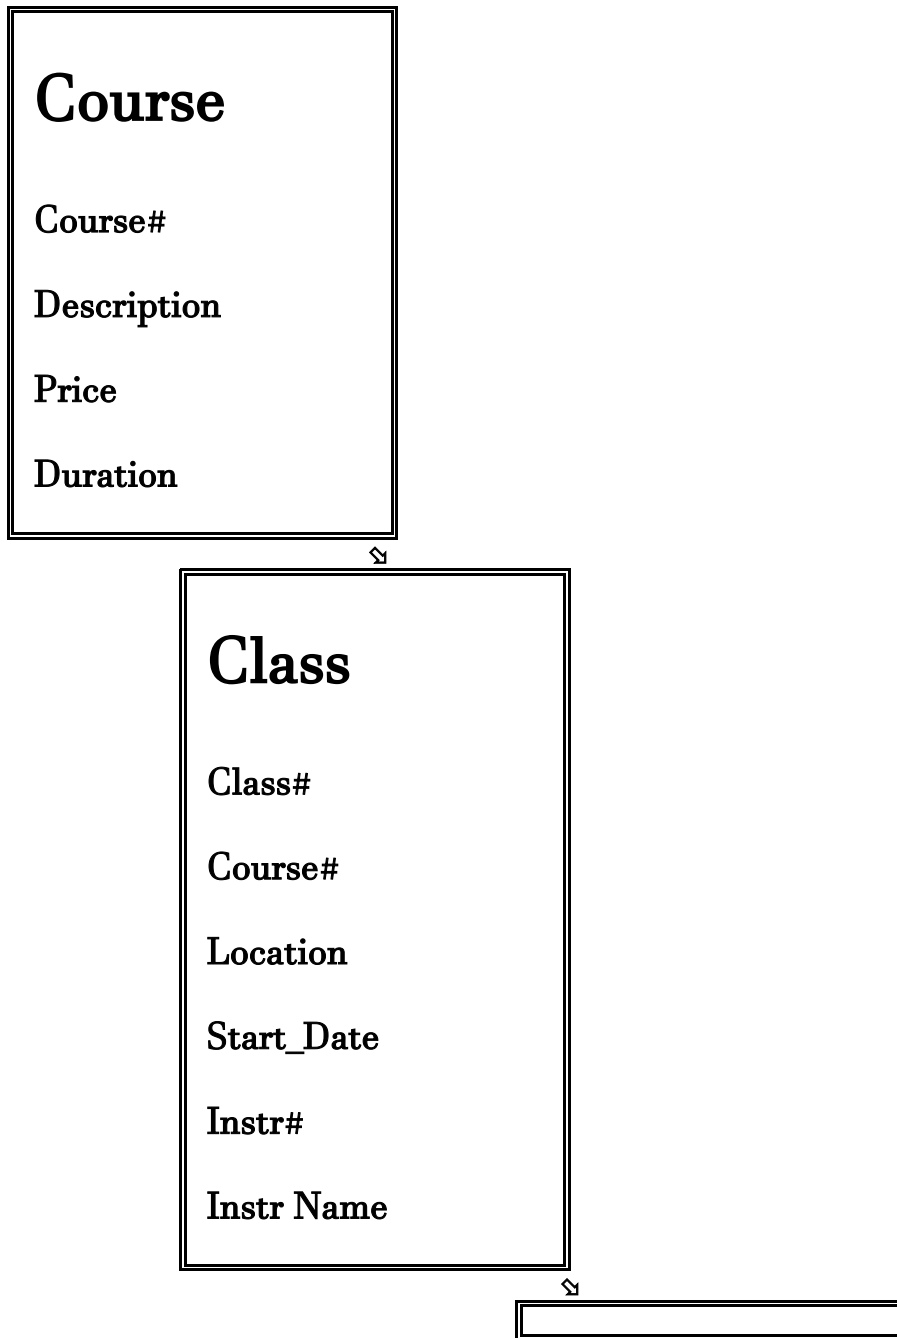 Course
Course#
Description
Price
Duration
Class
Class#
Course#
Location
Start_Date
Instr#
Instr Name